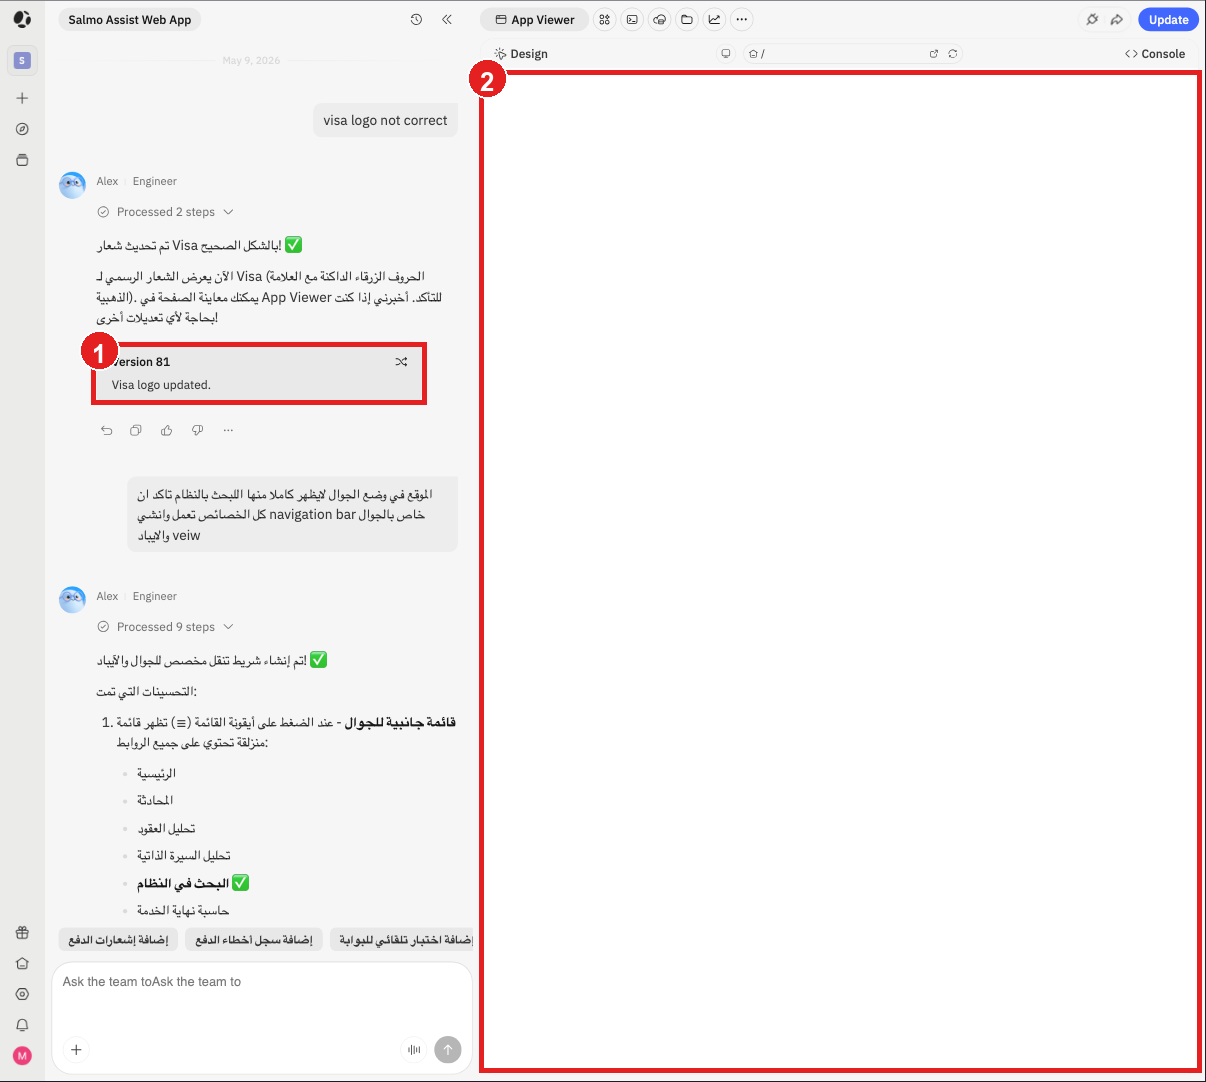 Salmo Assist Web App
App Viewer
Update
S
Design
/
Console
May 9, 2026
visa logo not correct
Alex
Engineer
Processed 2 steps
تم تحديث شعار Visa بالشكل الصحيح! ✅
الآن يعرض الشعار الرسمي لـ Visa (الحروف الزرقاء الداكنة مع العلامة
الذهبية). يمكنك معاينة الصفحة في App Viewer للتأكد. أخبرني إذا كنت
بحاجة لأي تعديلات أخرى!
1
ersion 81
Visa logo updated.
2
الموقع في وضع الجوال لايظهر كاملا منها اللبحث بالنظام تاكد ان
كل الخصائص تعمل وانشي navigation bar خاص بالجوال
والايباد veiw
Alex
Engineer
Processed 9 steps
تم إنشاء شريط تنقل مخصص للجوال والآيباد! ✅
التحسينات التي تمت:
1. قائمة جانبية للجوال - عند الضغط على أيقونة القائمة (≡) تظهر قائمة
منزلقة تحتوي على جميع الروابط:
الرئيسية
المحادثة
تحليل العقود
تحليل السيرة الذاتية
البحث في النظام ✅
حاسبة نهاية الخدمة
إضافة إشعارات الدفع
إضافة سجل أخطاء الدفع
إضافة اختبار تلقائي للبوابة
Ask the team toAsk the team to
M